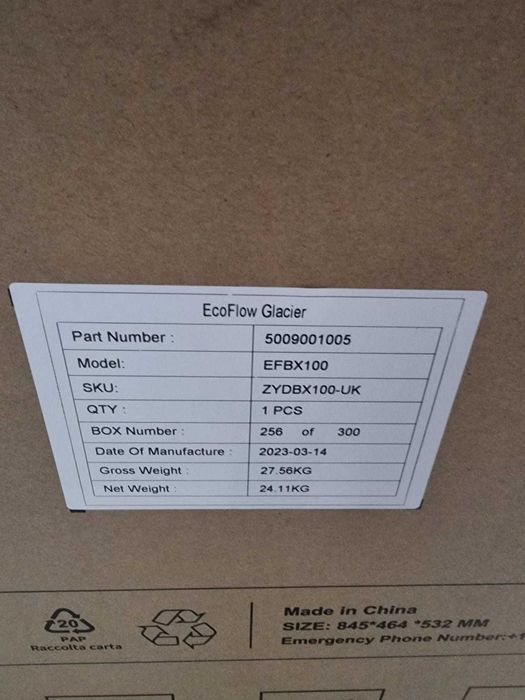 EcoFlow Glacier
Part Number : 5009001005
Model: EFBX100
SKU: ZYDBX100-UK
QTY : 1 PCS
BOX Number : 256 of 300
Date Of Manufacture : 2023-03-14
Gross Weight : 27.56KG
Net Weight : 24.11KG
20
PAP
Raccolta carta
Made in China
SIZE: 845*464 *532 MM
Emergency Phone Number:+1